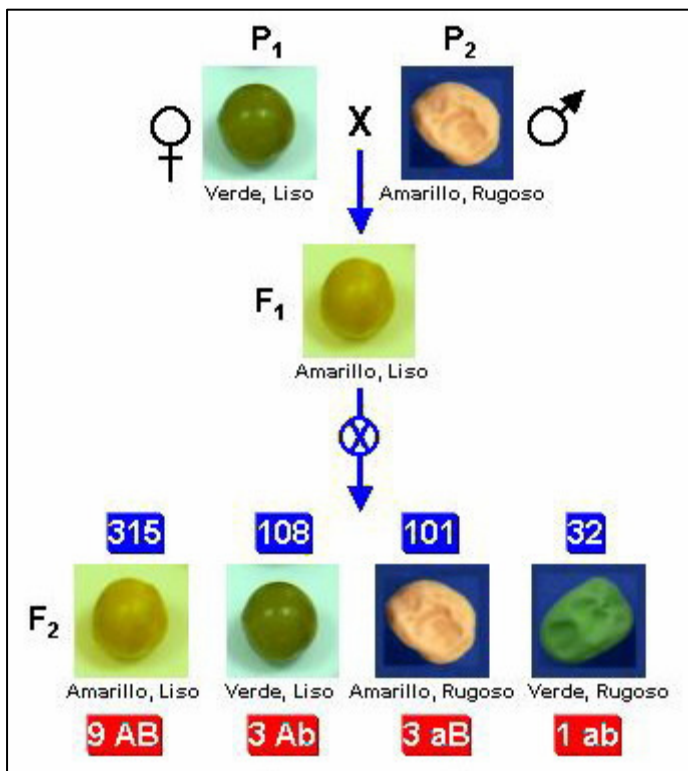 P₁ P₂
X
Verde, Liso Amarillo, Rugoso
F₁
Amarillo, Liso
X
315 108 101 32
F₂
Amarillo, Liso Verde, Liso Amarillo, Rugoso Verde, Rugoso
9 AB 3 Ab 3 aB 1 ab